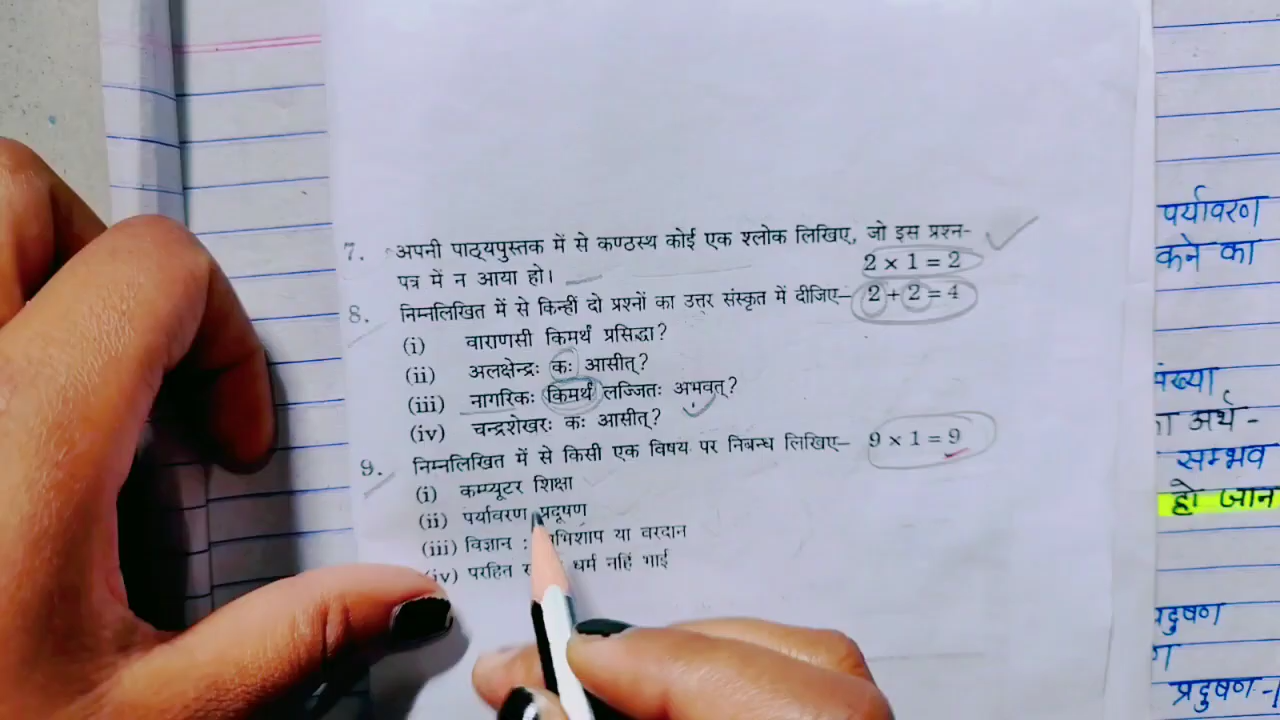 7. अपनी पाठ्यपुस्तक में से कण्ठस्थ कोई एक श्लोक लिखिए, जो इस प्रश्न-
पत्र में न आया हो। 2 × 1 = 2
8. निम्नलिखित में से किन्हीं दो प्रश्नों का उत्तर संस्कृत में दीजिए– 2 + 2 = 4
(i) वाराणसी किमर्थं प्रसिद्धा?
(ii) अलक्षेन्द्रः कः आसीत्?
(iii) नागरिकः किमर्थं लज्जितः अभवत्?
(iv) चन्द्रशेखरः कः आसीत्?
9. निम्नलिखित में से किसी एक विषय पर निबन्ध लिखिए– 9 × 1 = 9
(i) कम्प्यूटर शिक्षा
(ii) पर्यावरण प्रदूषण
(iii) विज्ञान : या वरदान
(iv) परहित धर्म नहिं भाई
पर्यावरण
कने का
अर्थ-
सम्भव
हो जान
प्रदुषण-